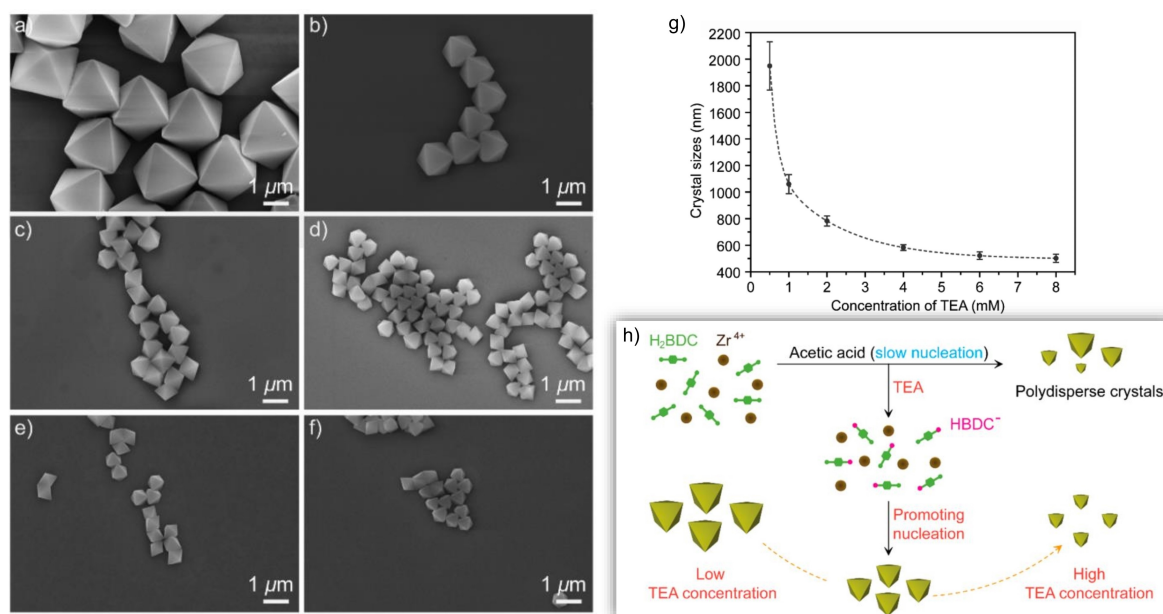 a)
1 µm
b)
1 µm
c)
1 µm
d)
1 µm
e)
1 µm
f)
1 µm
g)
2200
2000
1800
1600
1400
1200
1000
800
600
400
0 1 2 3 4 5 6 7 8
Crystal sizes (nm)
Concentration of TEA (mM)
h)
H₂BDC Zr⁴⁺
Acetic acid (slow nucleation)
Polydisperse crystals
TEA
HBDC⁻
Promoting
nucleation
Low
TEA concentration
High
TEA concentration